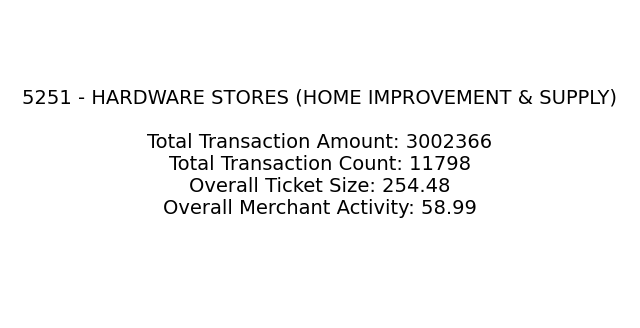 5251 - HARDWARE STORES (HOME IMPROVEMENT & SUPPLY)
Total Transaction Amount: 3002366
Total Transaction Count: 11798
Overall Ticket Size: 254.48
Overall Merchant Activity: 58.99